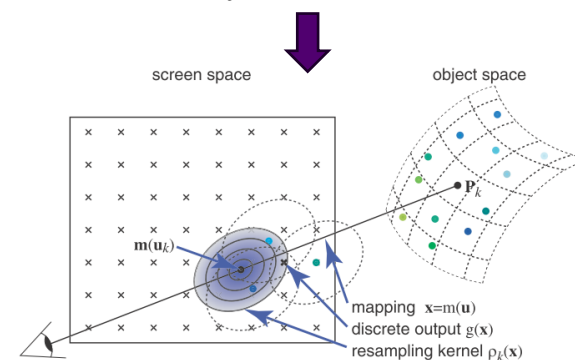 screen space
object space
P_k
m(u_k)
mapping x=m(u)
discrete output g(x)
resampling kernel ρ_k(x)